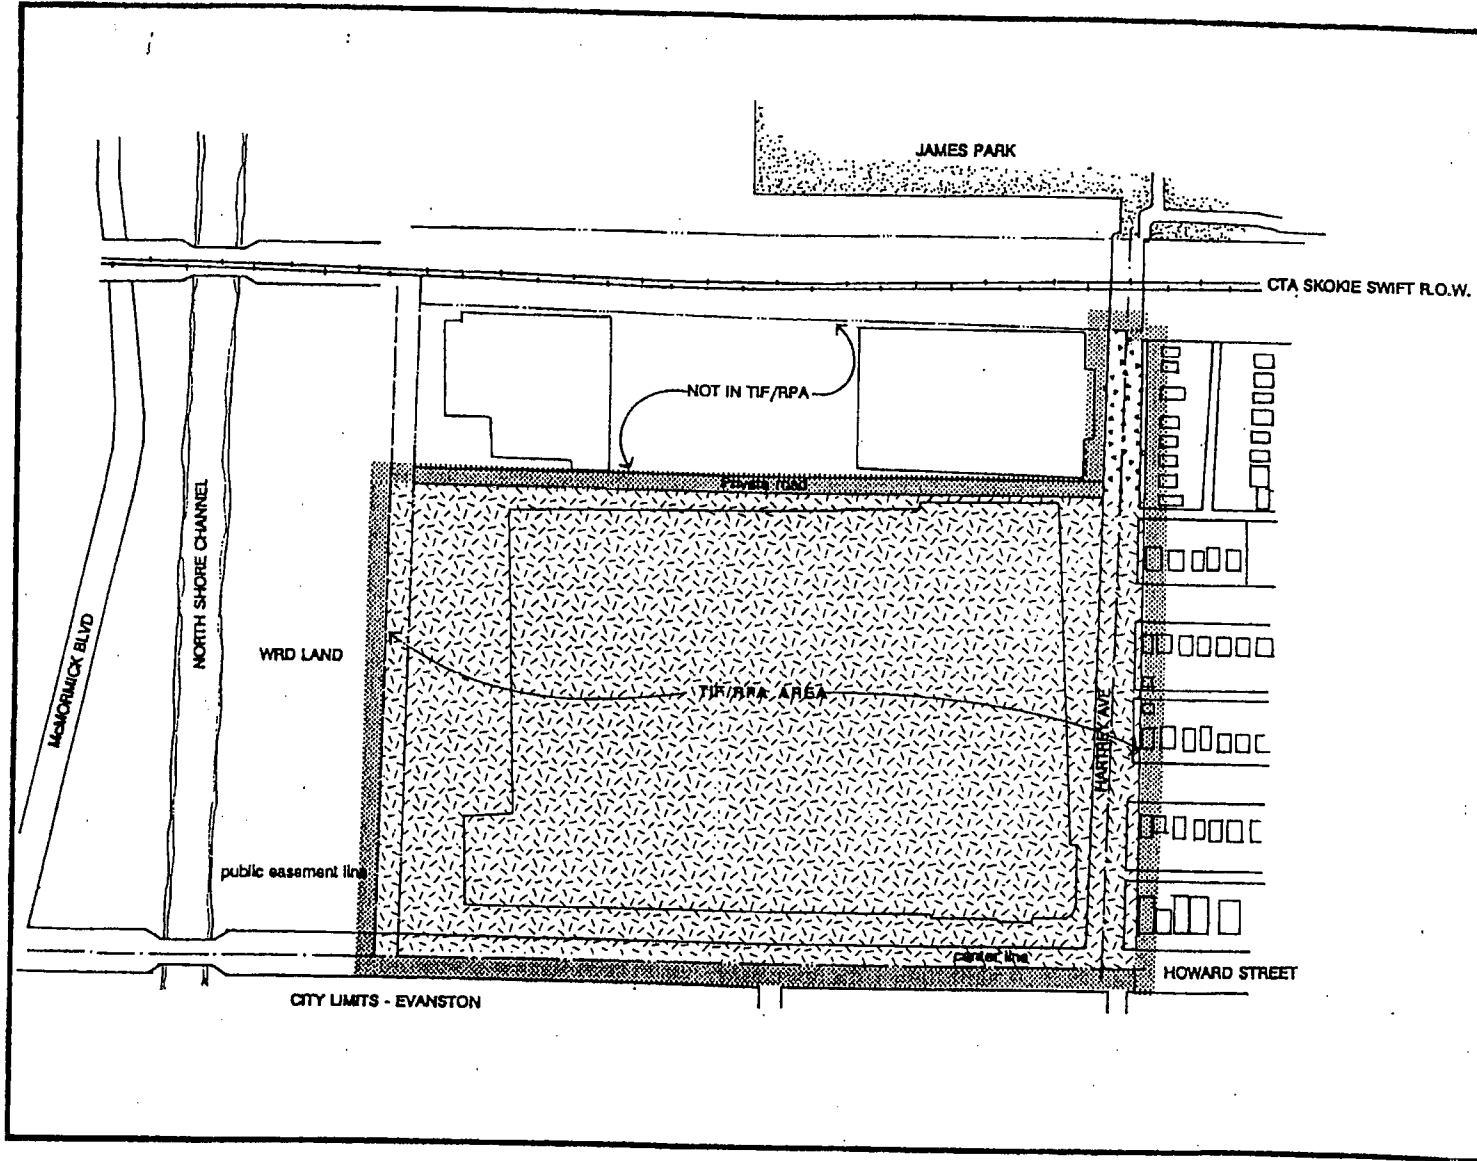 JAMES PARK
CTA SKOKIE SWIFT R.O.W.
NOT IN TIF/RPA
Private road
NORTH SHORE CHANNEL
McMORMICK BLVD
WRD LAND
TIF/RPA AREA
HARTREY AVE
public easement line
center line
HOWARD STREET
CITY LIMITS - EVANSTON